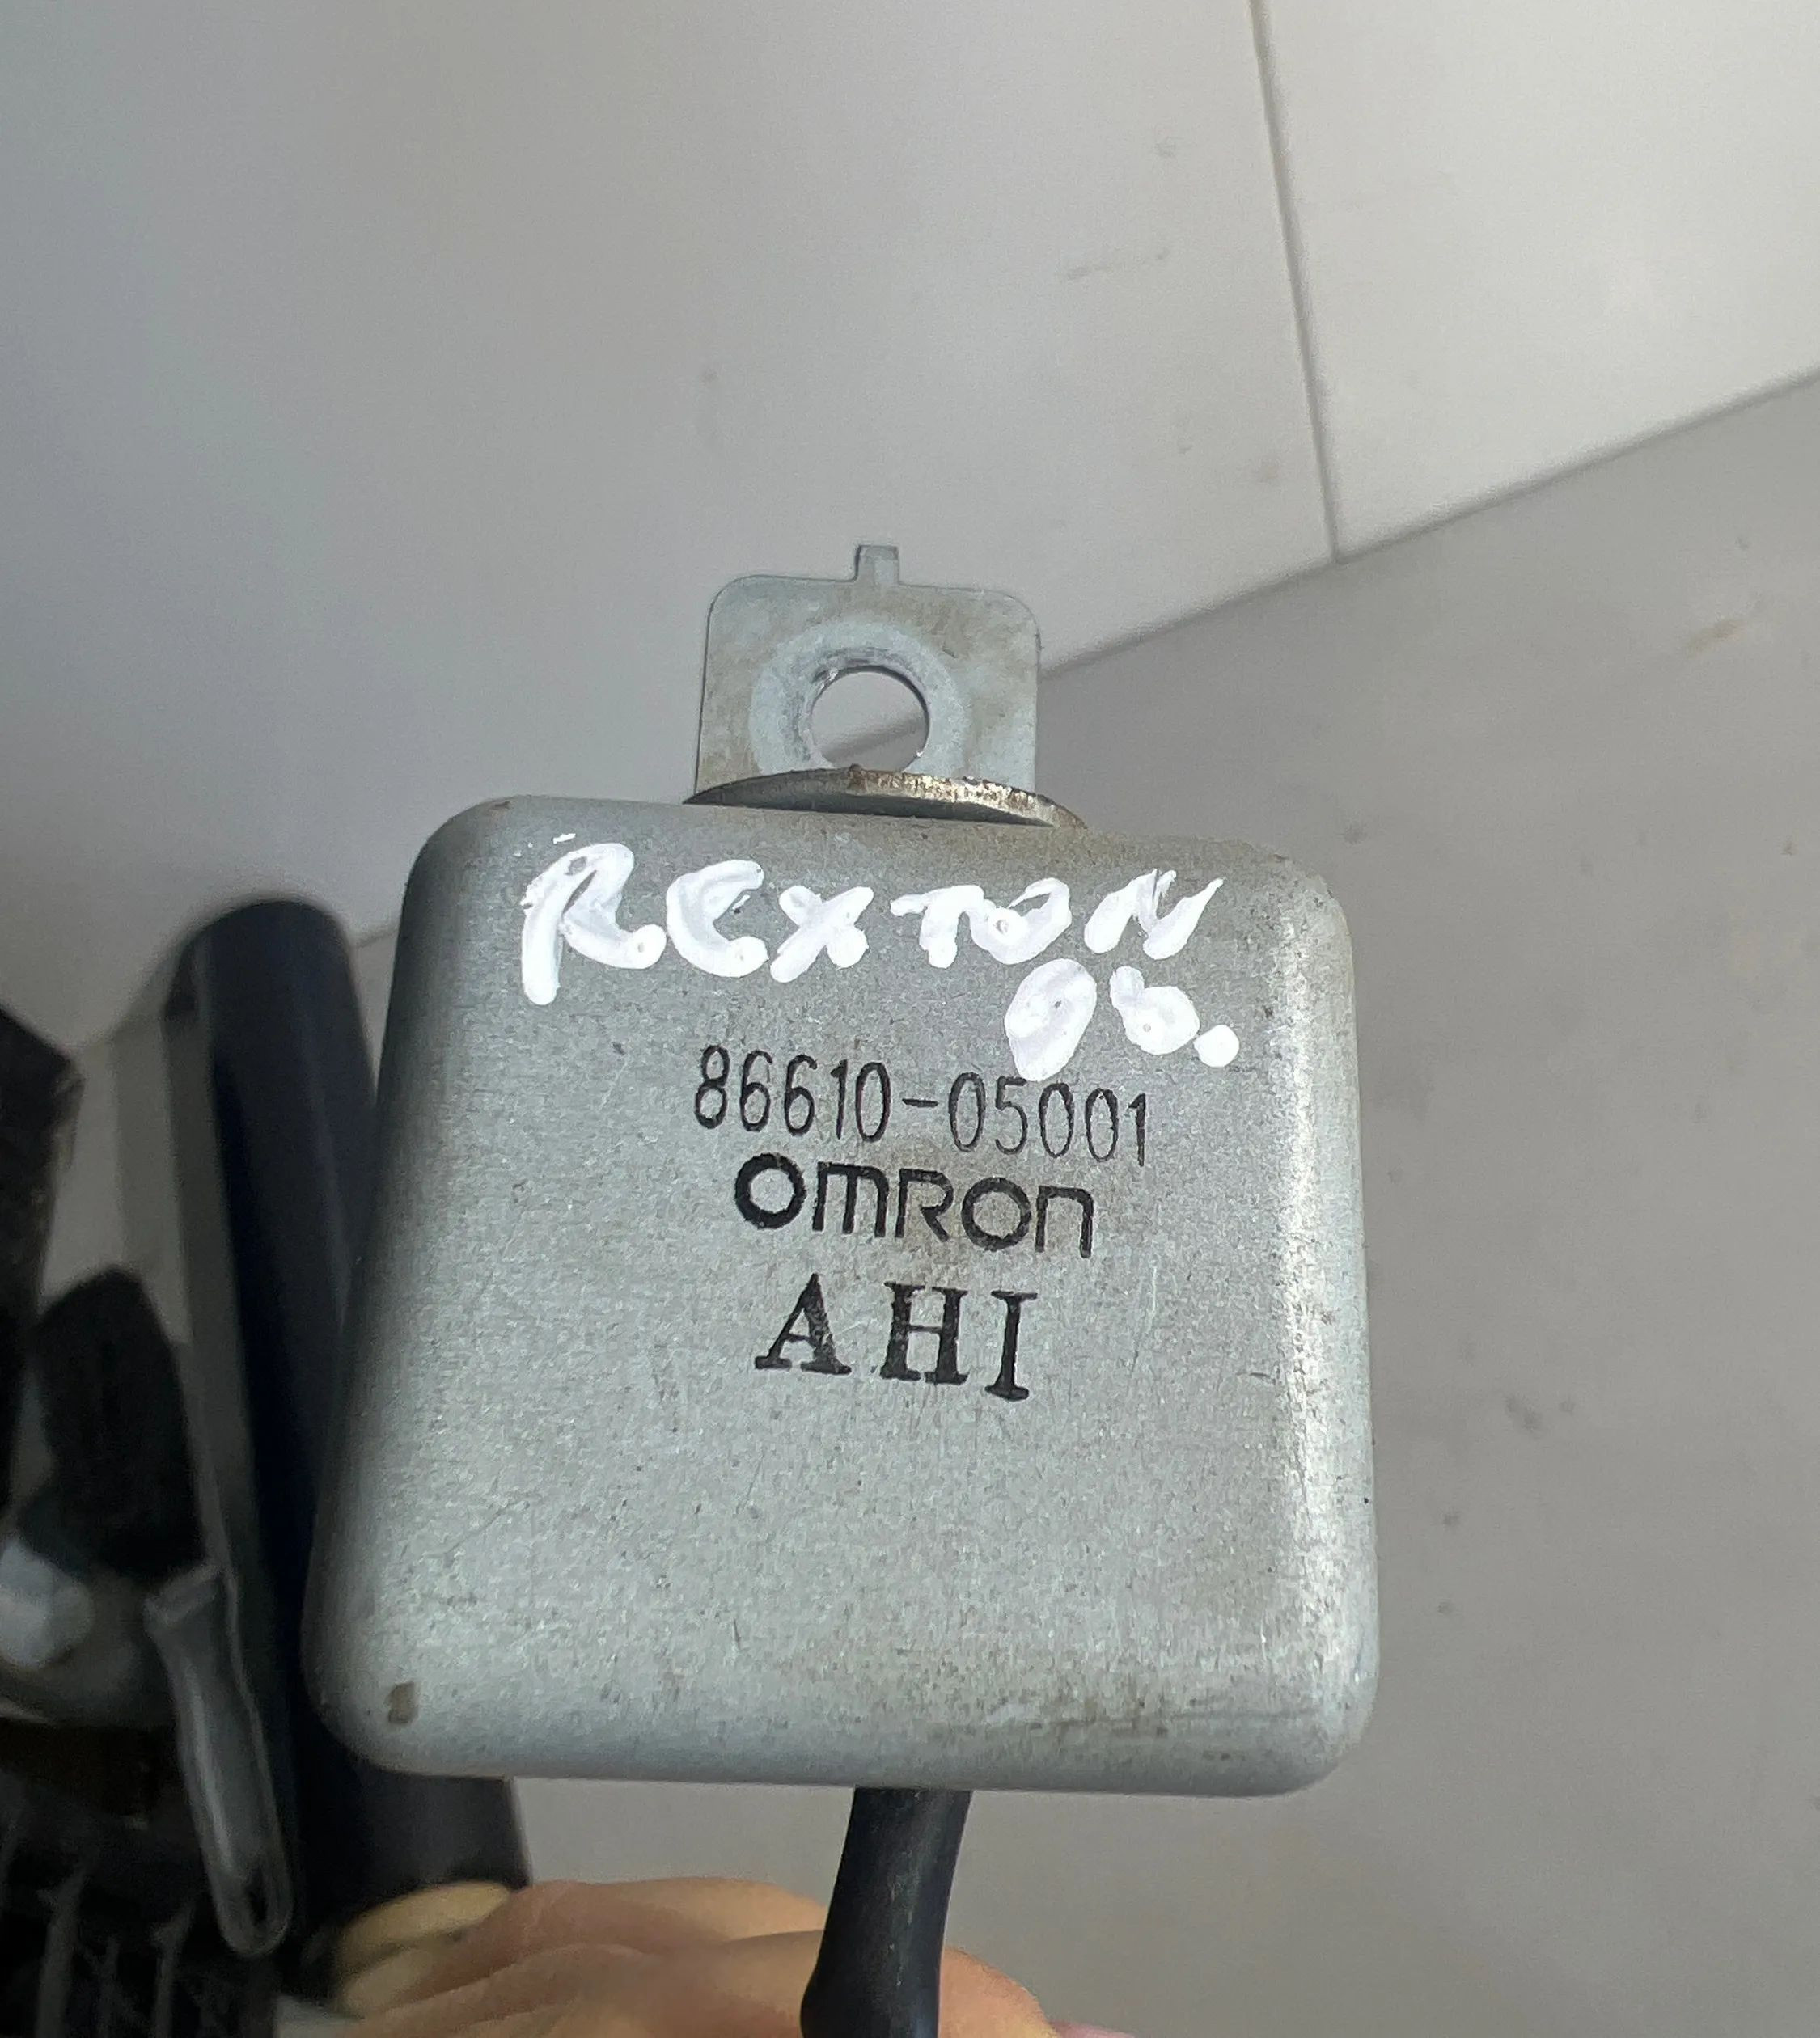 REXTON
06.
86610-05001
omron
AHI